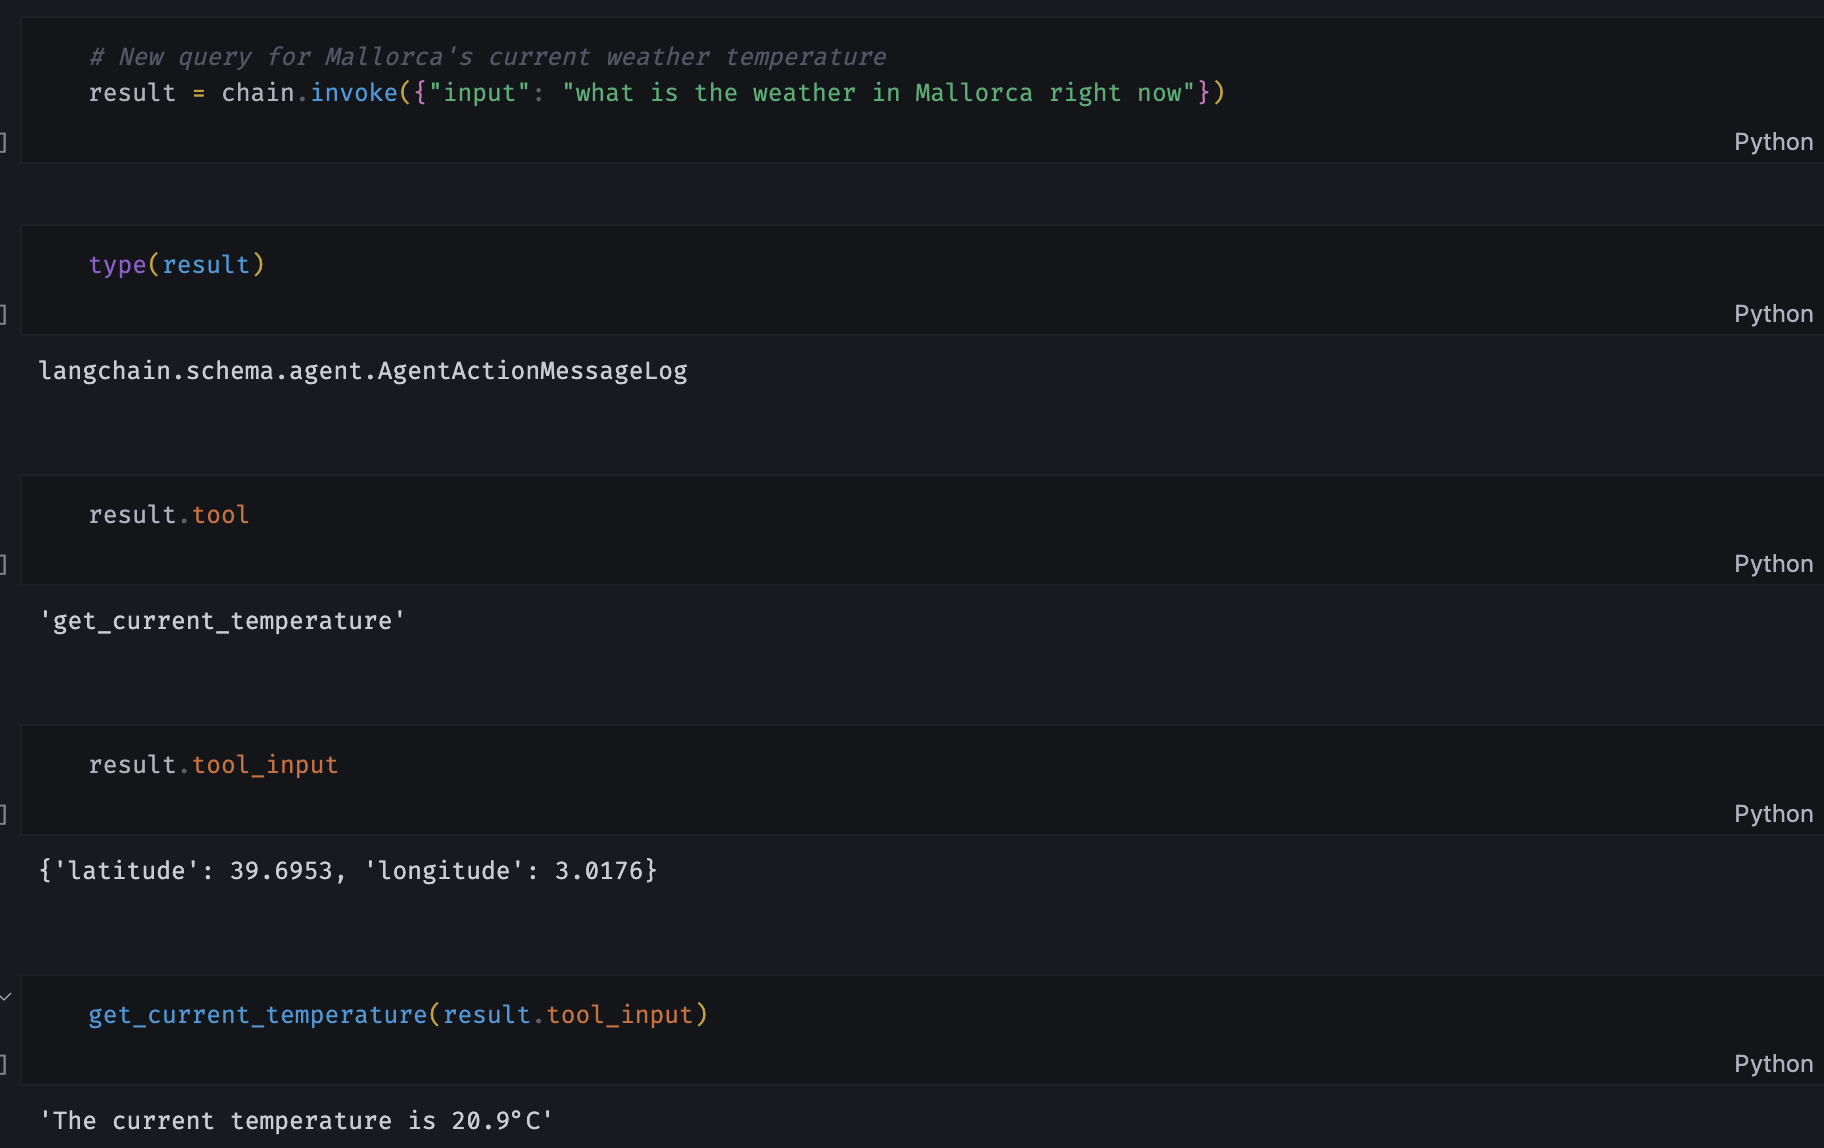 # New query for Mallorca's current weather temperature
result = chain.invoke({"input": "what is the weather in Mallorca right now"})
]
Python
type(result)
]
Python
langchain.schema.agent.AgentActionMessageLog
result.tool
]
Python
'get_current_temperature'
result.tool_input
]
Python
{'latitude': 39.6953, 'longitude': 3.0176}
get_current_temperature(result.tool_input)
]
Python
'The current temperature is 20.9°C'